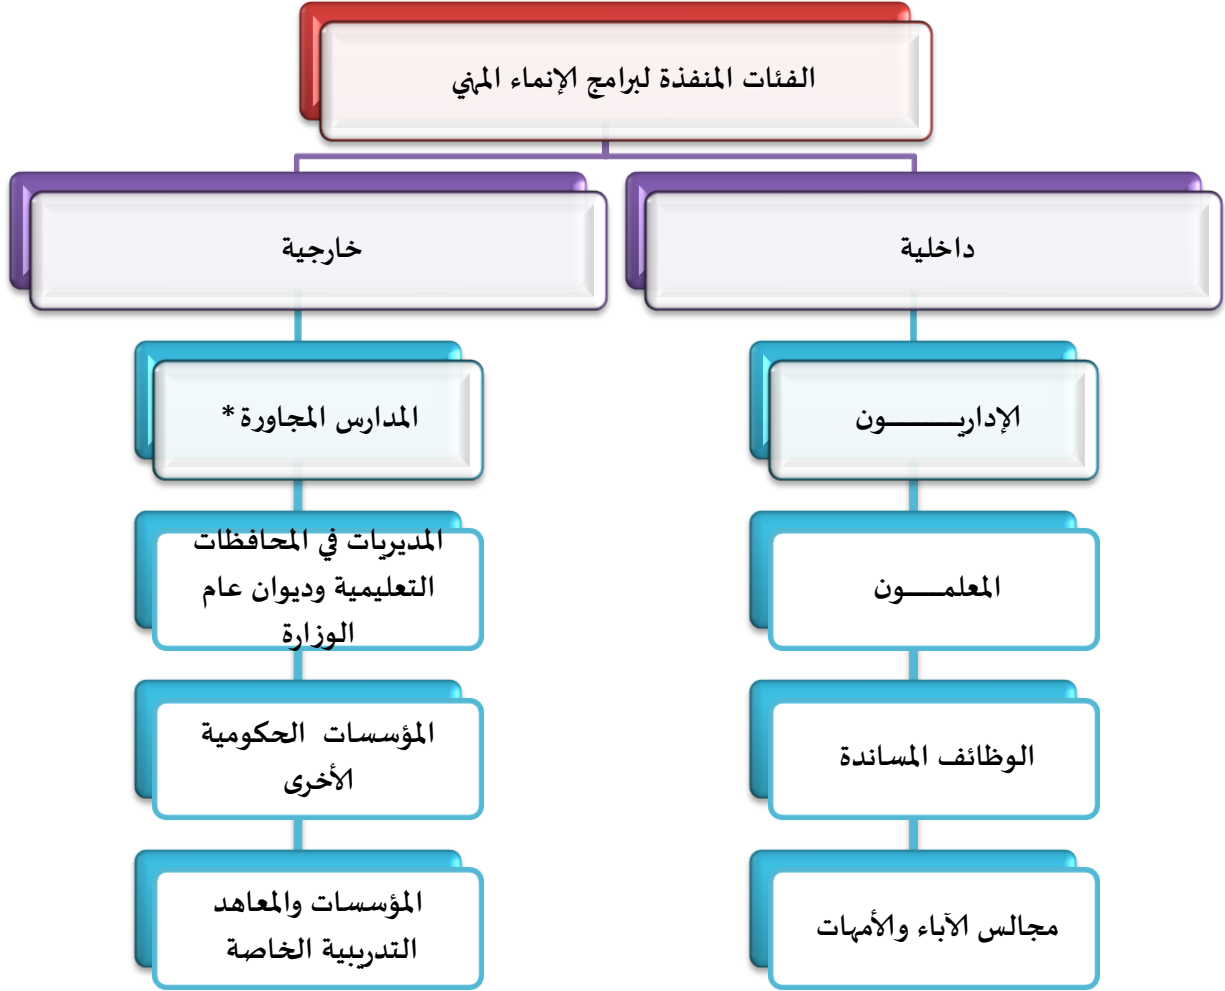 الفئات المنفذة لبرامج الإنماء المهني
داخلية
خارجية
الإداريـــــــــون
المدارس المجاورة *
المعلمـــــون
المديريات في المحافظات
التعليمية وديوان عام
الوزارة
الوظائف المساندة
المؤسسات الحكومية
الأخرى
مجالس الآباء والأمهات
المؤسسات والمعاهد
التدريبية الخاصة